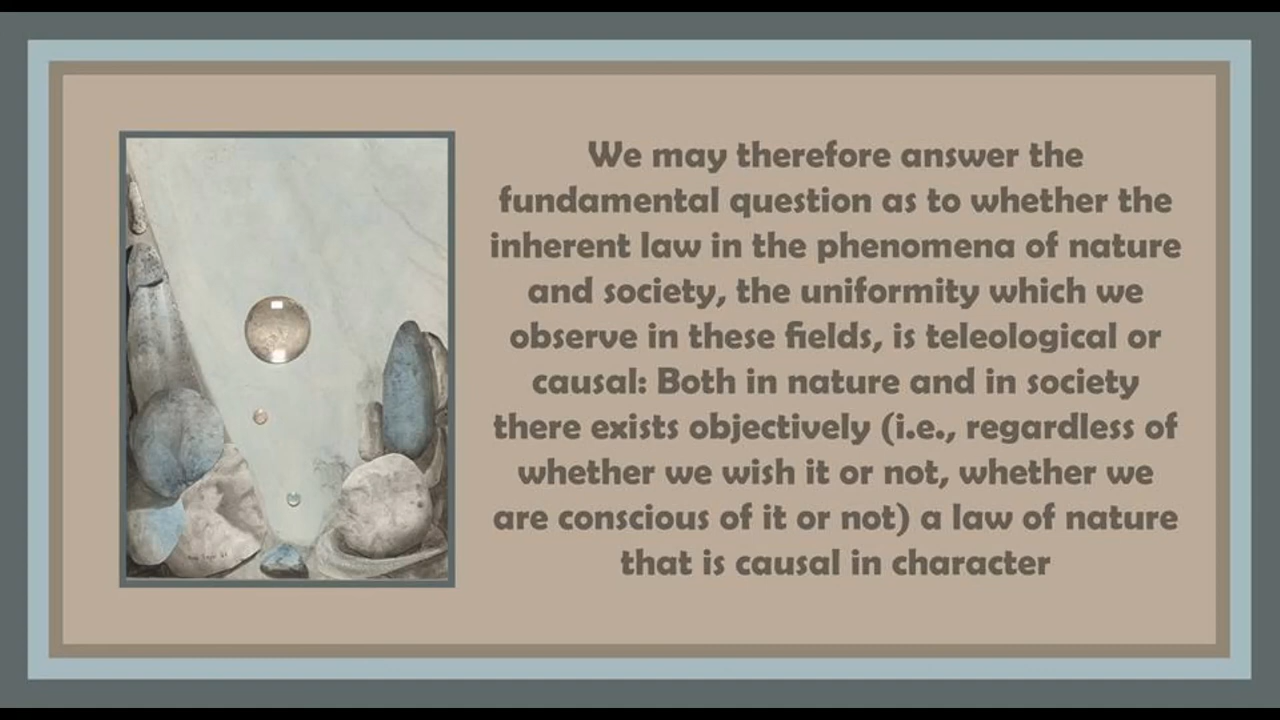 We may therefore answer the
fundamental question as to whether the
inherent law in the phenomena of nature
and society, the uniformity which we
observe in these fields, is teleological or
causal: Both in nature and in society
there exists objectively (i.e., regardless of
whether we wish it or not, whether we
are conscious of it or not) a law of nature
that is causal in character